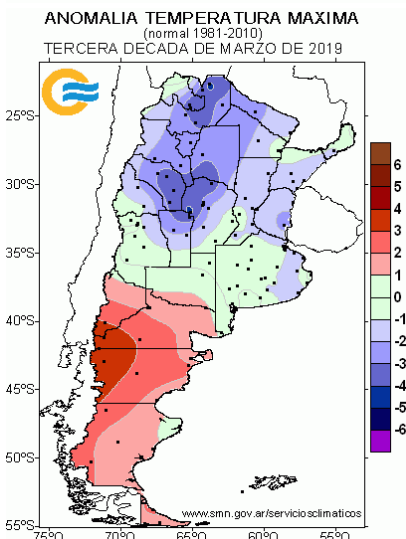 ANOMALIA TEMPERATURA MAXIMA
(normal 1981-2010)
TERCERA DECADA DE MARZO DE 2019
25°S
30°S
35°S
40°S
45°S
50°S
55°S
75°O
70°O
65°O
60°O
55°O
6
5
4
3
2
1
0
-1
-2
-3
-4
-5
-6
www.smn.gov.ar/serviciosclimaticos